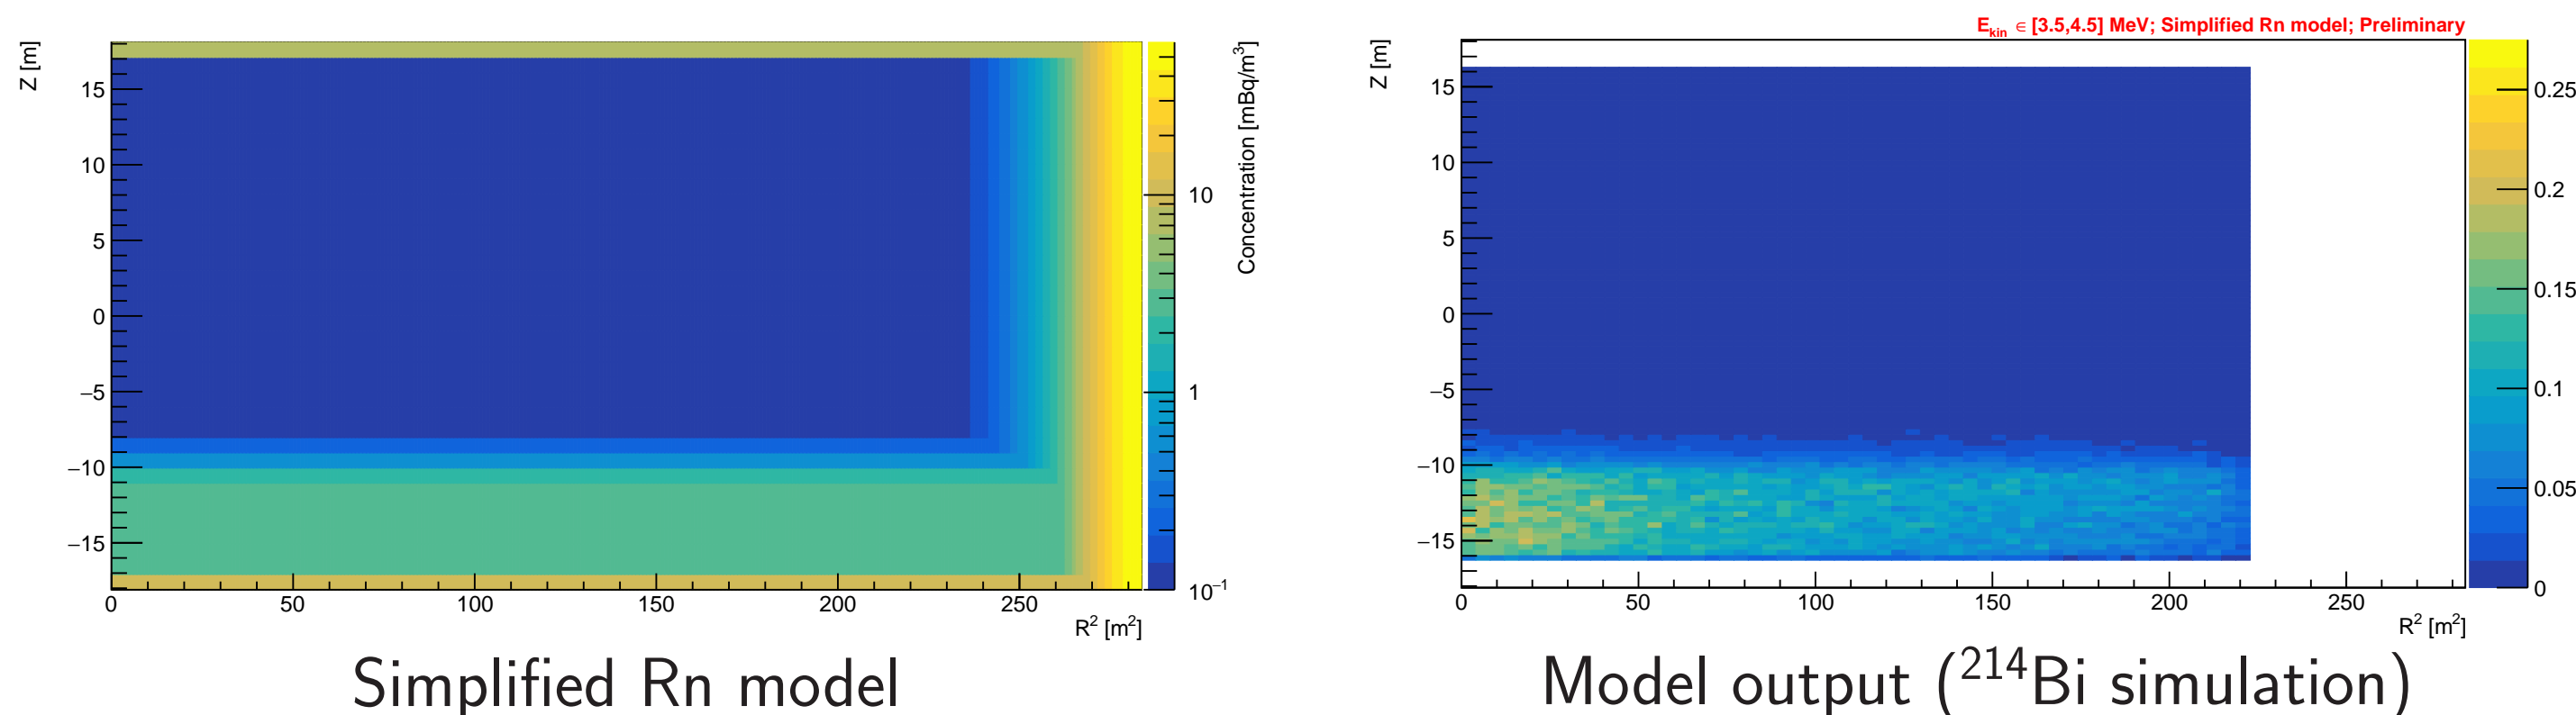 Z [m]
15
10
5
0
−5
−10
−15
0 50 100 150 200 250
R² [m²]
10
1
10⁻¹
Concentration [mBq/m³]
Simplified Rn model
E_kin ∈ [3.5,4.5] MeV; Simplified Rn model; Preliminary
Z [m]
15
10
5
0
−5
−10
−15
0 50 100 150 200 250
R² [m²]
0.25
0.2
0.15
0.1
0.05
0
Model output (²¹⁴Bi simulation)